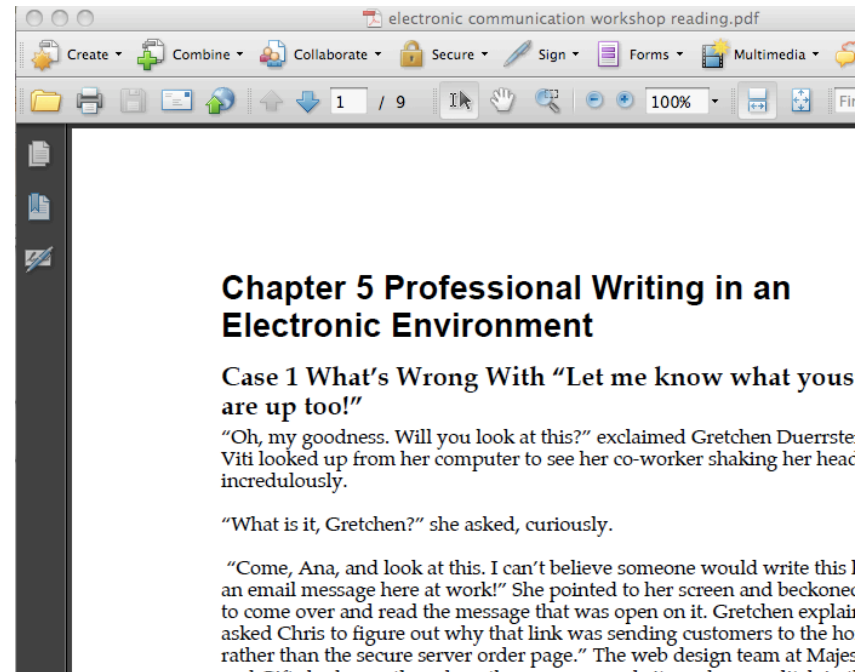 electronic communication workshop reading.pdf
Create Combine Collaborate Secure Sign Forms Multimedia
1 / 9 100%
Chapter 5 Professional Writing in an
Electronic Environment
Case 1 What's Wrong With “Let me know what yous
are up too!”
“Oh, my goodness. Will you look at this?” exclaimed Gretchen
Viti looked up from her computer to see her co-worker shaking her head
incredulously.
“What is it, Gretchen?” she asked, curiously.
“Come, Ana, and look at this. I can't believe someone would write this
an email message here at work!” She pointed to her screen and beckoned
to come over and read the message that was open on it. Gretchen
asked Chris to figure out why that link was sending customers to the
rather than the secure server order page.” The web design team at